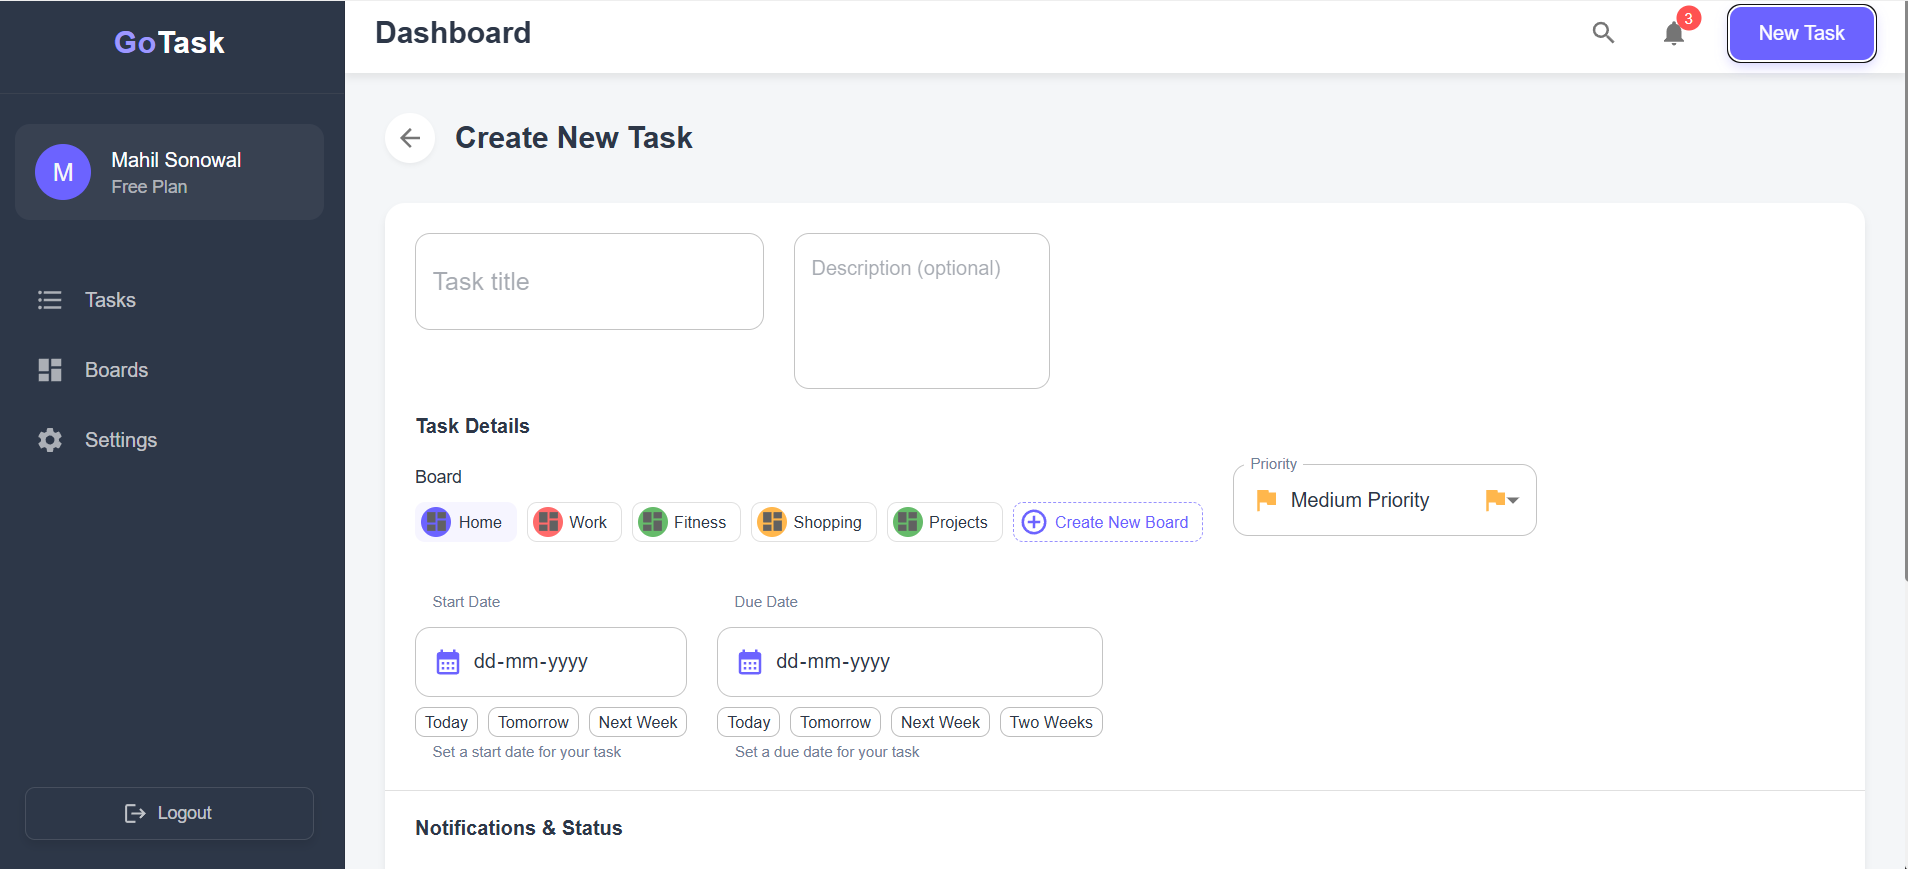 GoTask
M
Mahil Sonowal
Free Plan
Tasks
Boards
Settings
Logout
Dashboard
3
New Task
Create New Task
Task title
Description (optional)
Task Details
Board
Home
Work
Fitness
Shopping
Projects
Create New Board
Priority
Medium Priority
Start Date
dd-mm-yyyy
Today
Tomorrow
Next Week
Set a start date for your task
Due Date
dd-mm-yyyy
Today
Tomorrow
Next Week
Two Weeks
Set a due date for your task
Notifications & Status